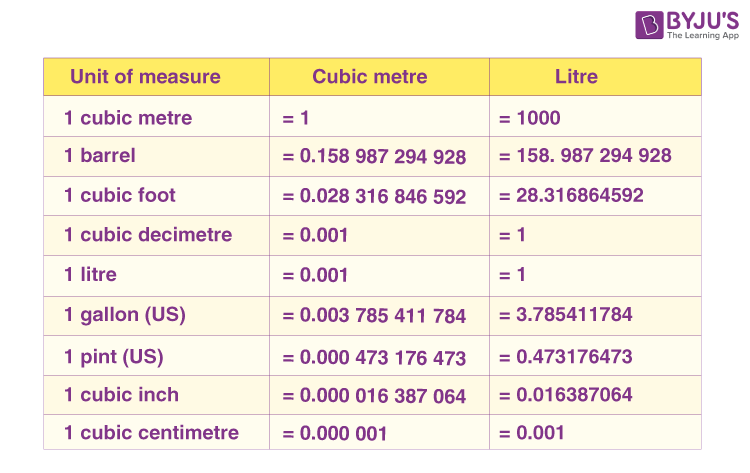 BYJU'S
The Learning App
Unit of measure Cubic metre Litre
1 cubic metre = 1 = 1000
1 barrel = 0.158 987 294 928 = 158. 987 294 928
1 cubic foot = 0.028 316 846 592 = 28.316864592
1 cubic decimetre = 0.001 = 1
1 litre = 0.001 = 1
1 gallon (US) = 0.003 785 411 784 = 3.785411784
1 pint (US) = 0.000 473 176 473 = 0.473176473
1 cubic inch = 0.000 016 387 064 = 0.016387064
1 cubic centimetre = 0.000 001 = 0.001